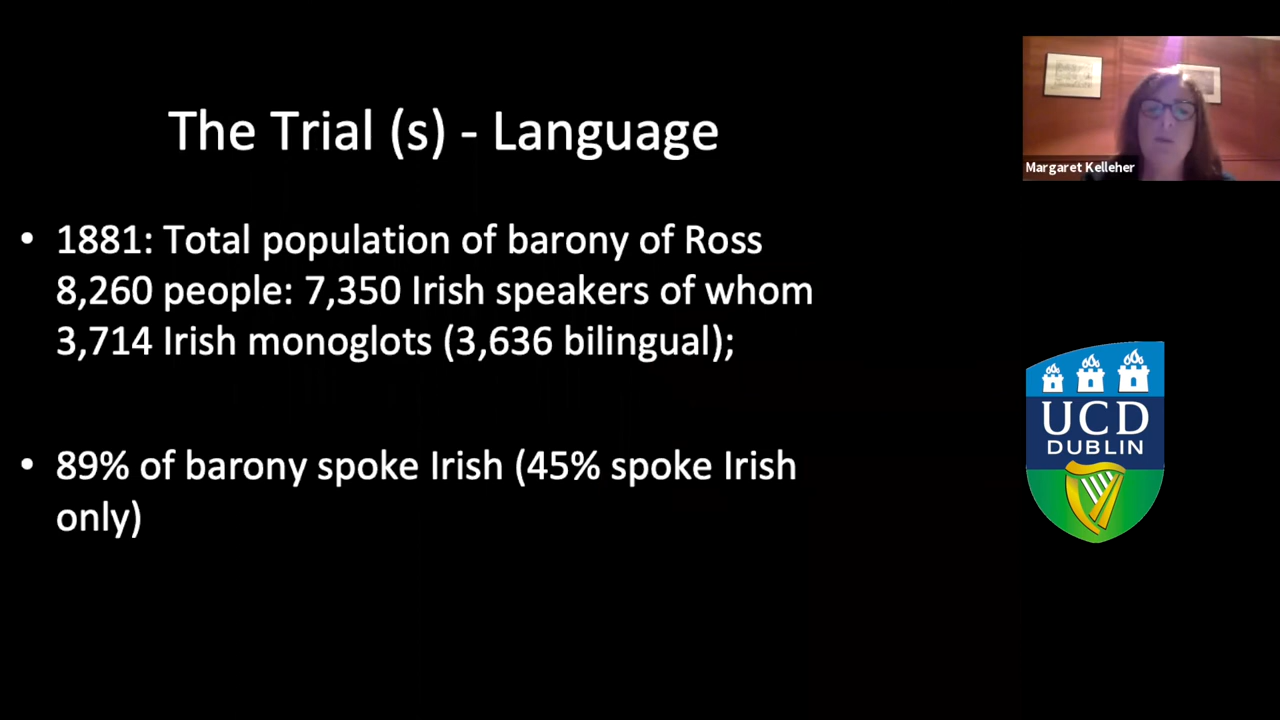 The Trial (s) - Language
Margaret Kelleher
• 1881: Total population of barony of Ross
8,260 people: 7,350 Irish speakers of whom
3,714 Irish monoglots (3,636 bilingual);
• 89% of barony spoke Irish (45% spoke Irish
only)
UCD
DUBLIN